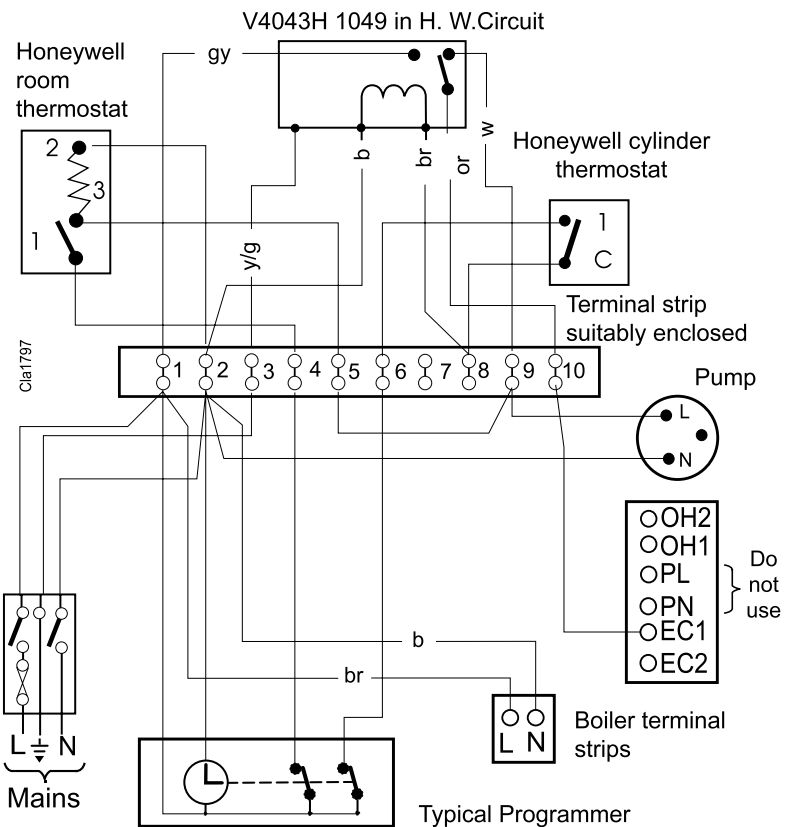 V4043H 1049 in H. W.Circuit
Honeywell
room
thermostat
gy
w
b
br
or
Honeywell cylinder
thermostat
2
3
1
1
C
y/g
Terminal strip
suitably enclosed
Cla1797
1 2 3 4 5 6 7 8 9 10
Pump
L
N
OH2
OH1
PL
PN
EC1
EC2
Do
not
use
b
br
L N
Boiler terminal
strips
L N
Mains
Typical Programmer